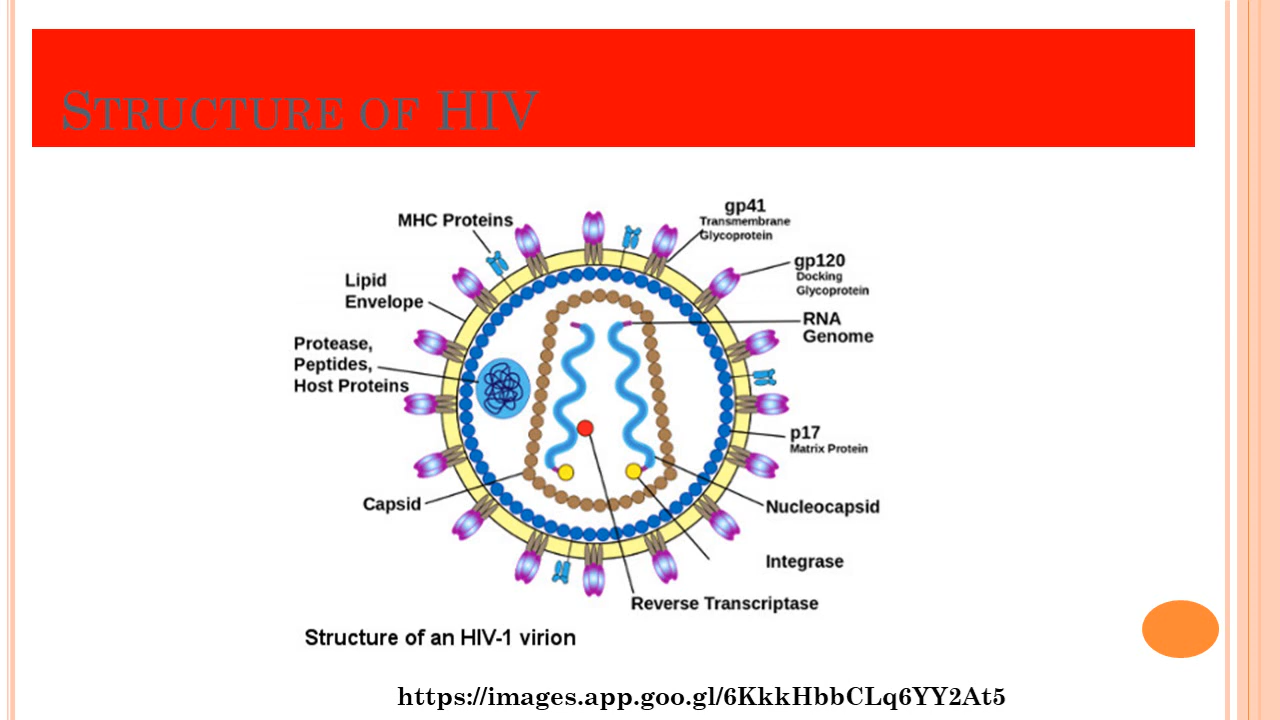 Structure of HIV
MHC Proteins
gp41
Transmembrane
Glycoprotein
gp120
Docking
Glycoprotein
Lipid
Envelope
RNA
Genome
Protease,
Peptides,
Host Proteins
p17
Matrix Protein
Capsid
Nucleocapsid
Integrase
Reverse Transcriptase
Structure of an HIV-1 virion
https://images.app.goo.gl/6KkkHbbCLq6YY2At5